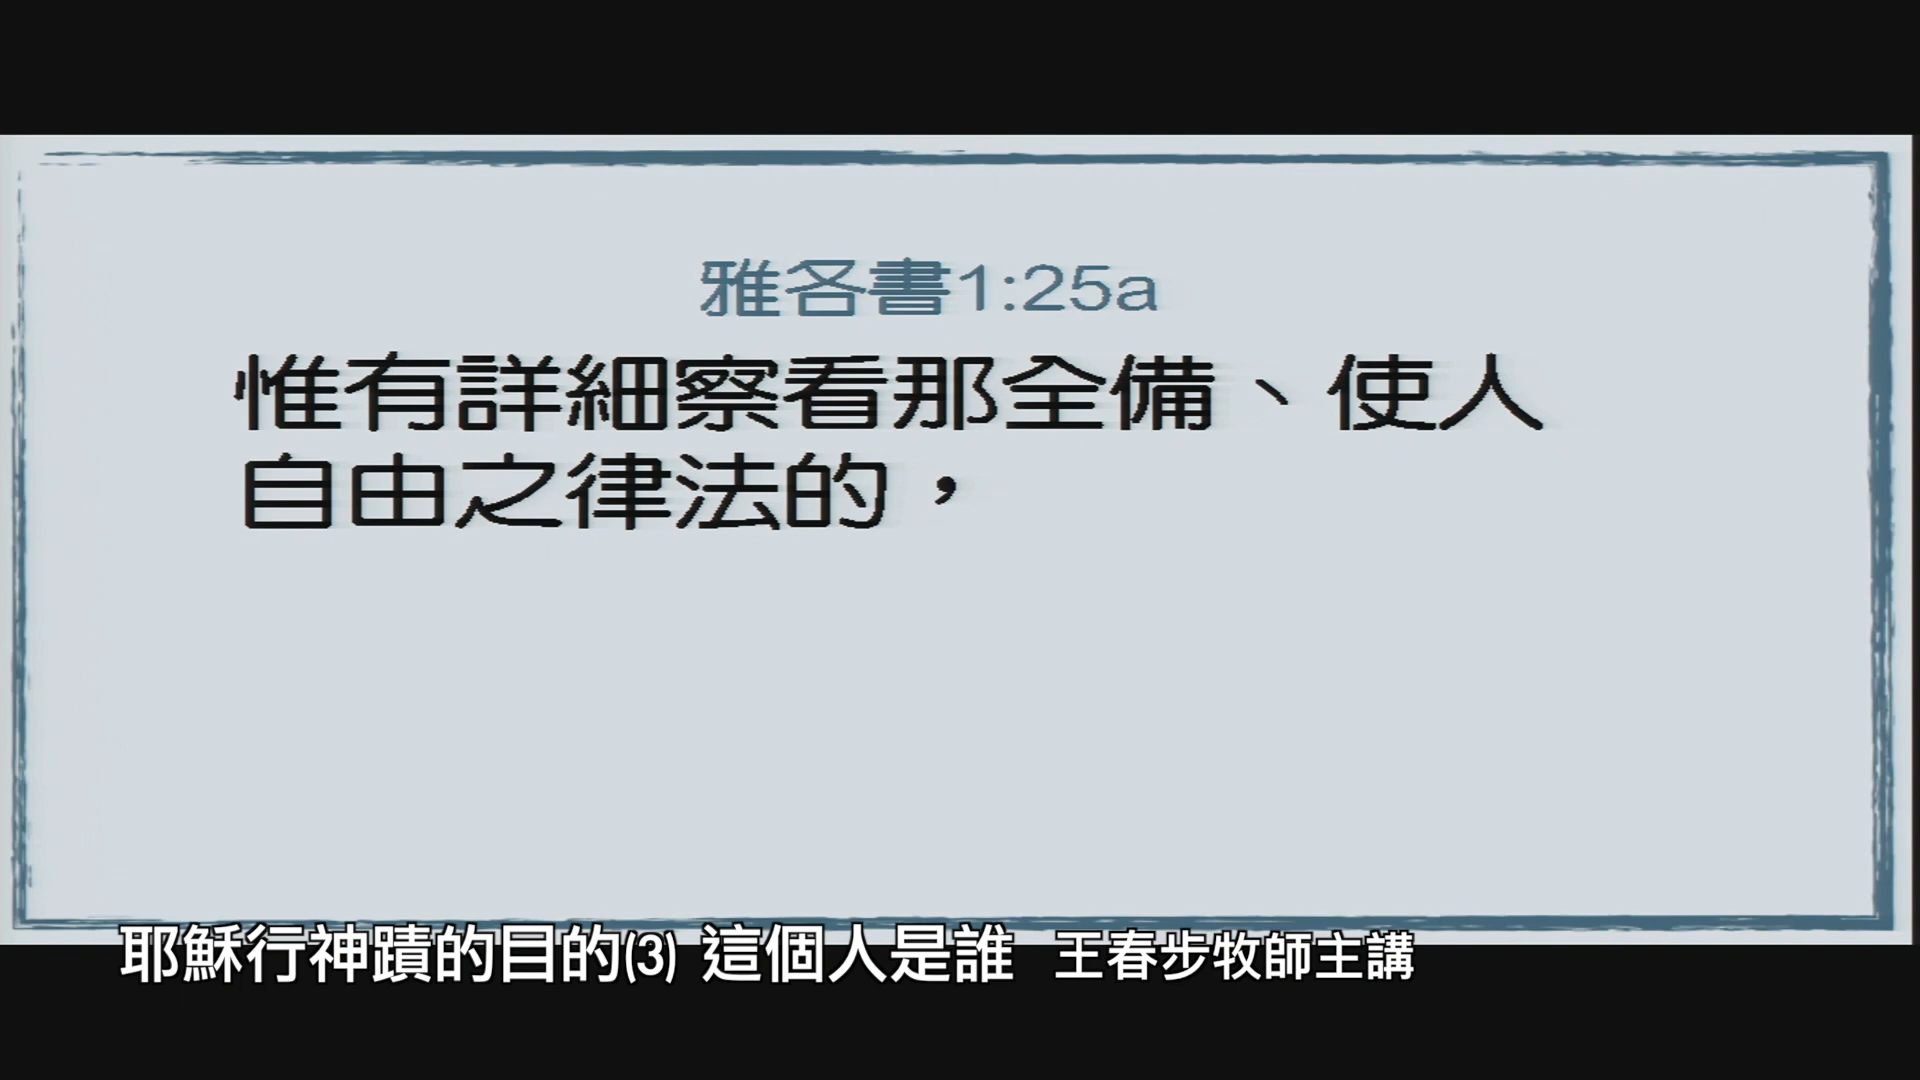 雅各書1:25a
惟有詳細察看那全備、使人
自由之律法的，
耶穌行神蹟的目的(3) 這個人是誰 王春步牧師主講